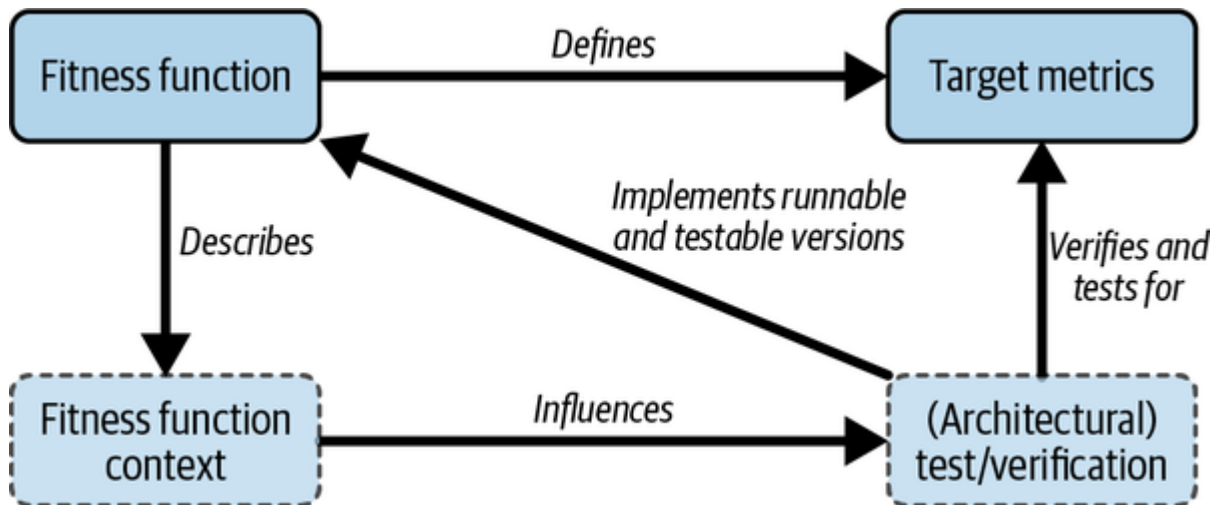 Defines
Fitness function
Target metrics
Implements runnable
and testable versions
Describes
Verifies and
tests for
Influences
Fitness function
context
(Architectural)
test/verification